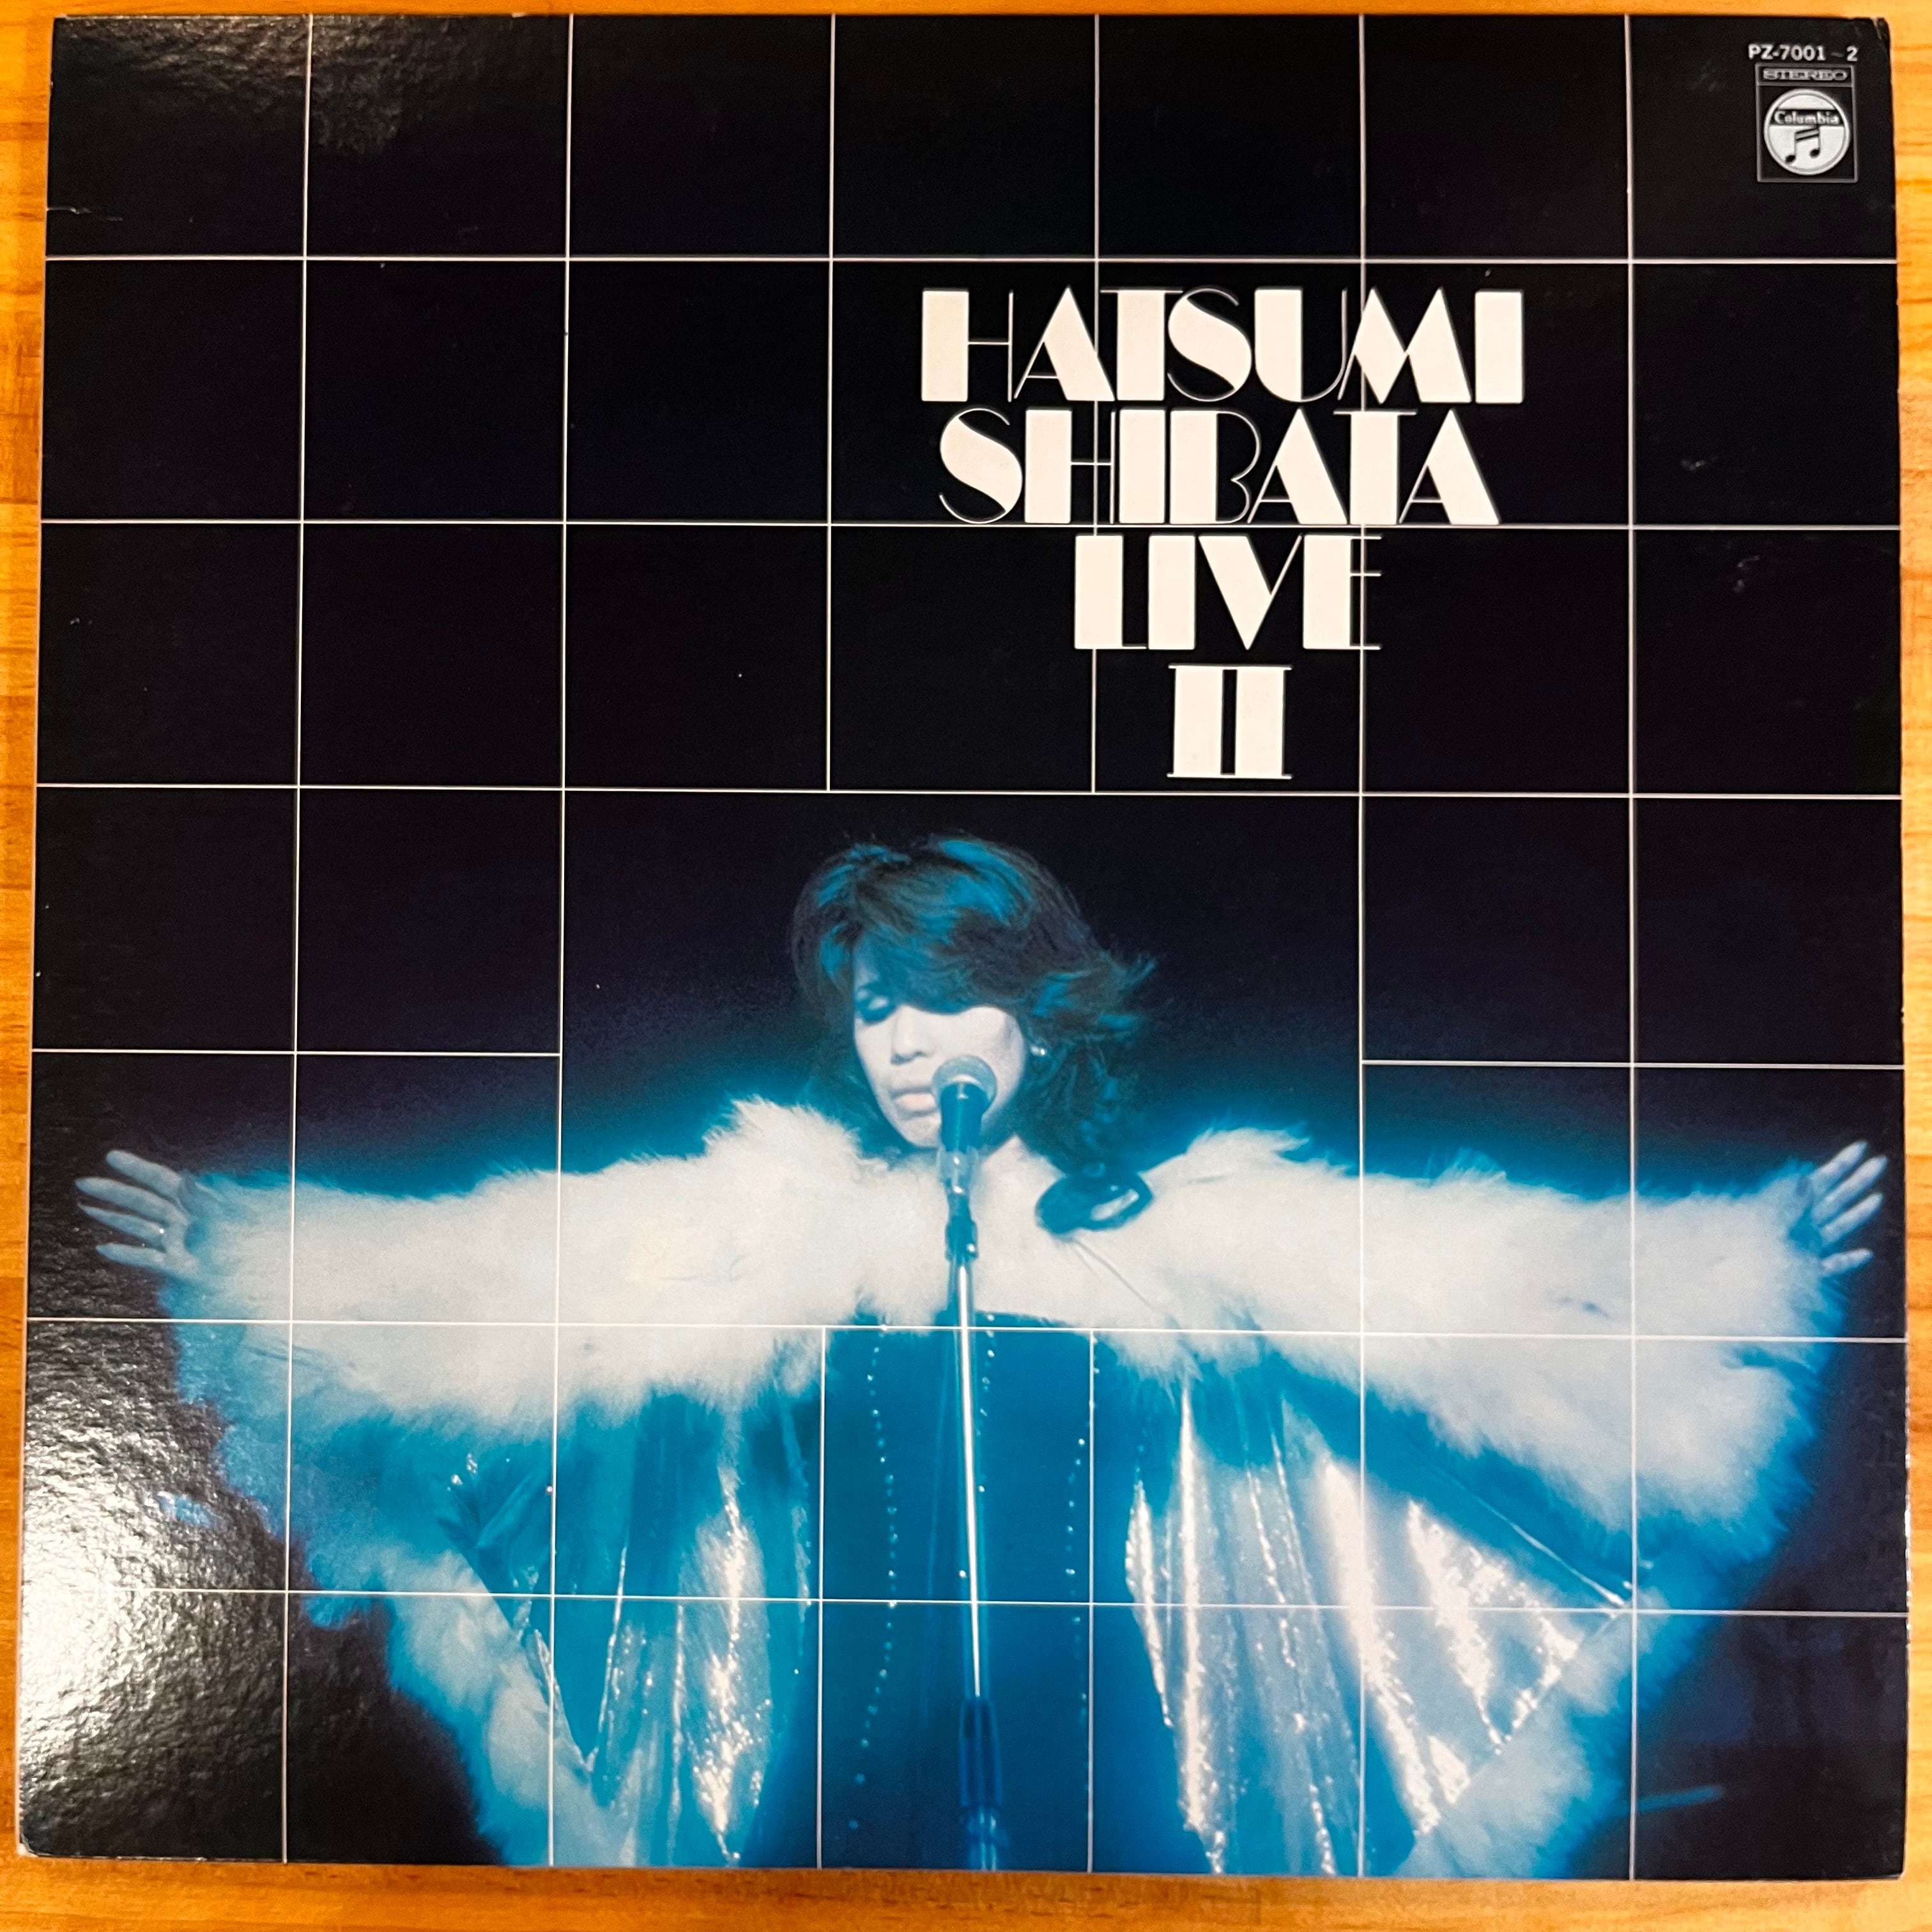 PZ-7001~2
STEREO
Columbia
HATSUMI
SHIBATA
LIVE
II